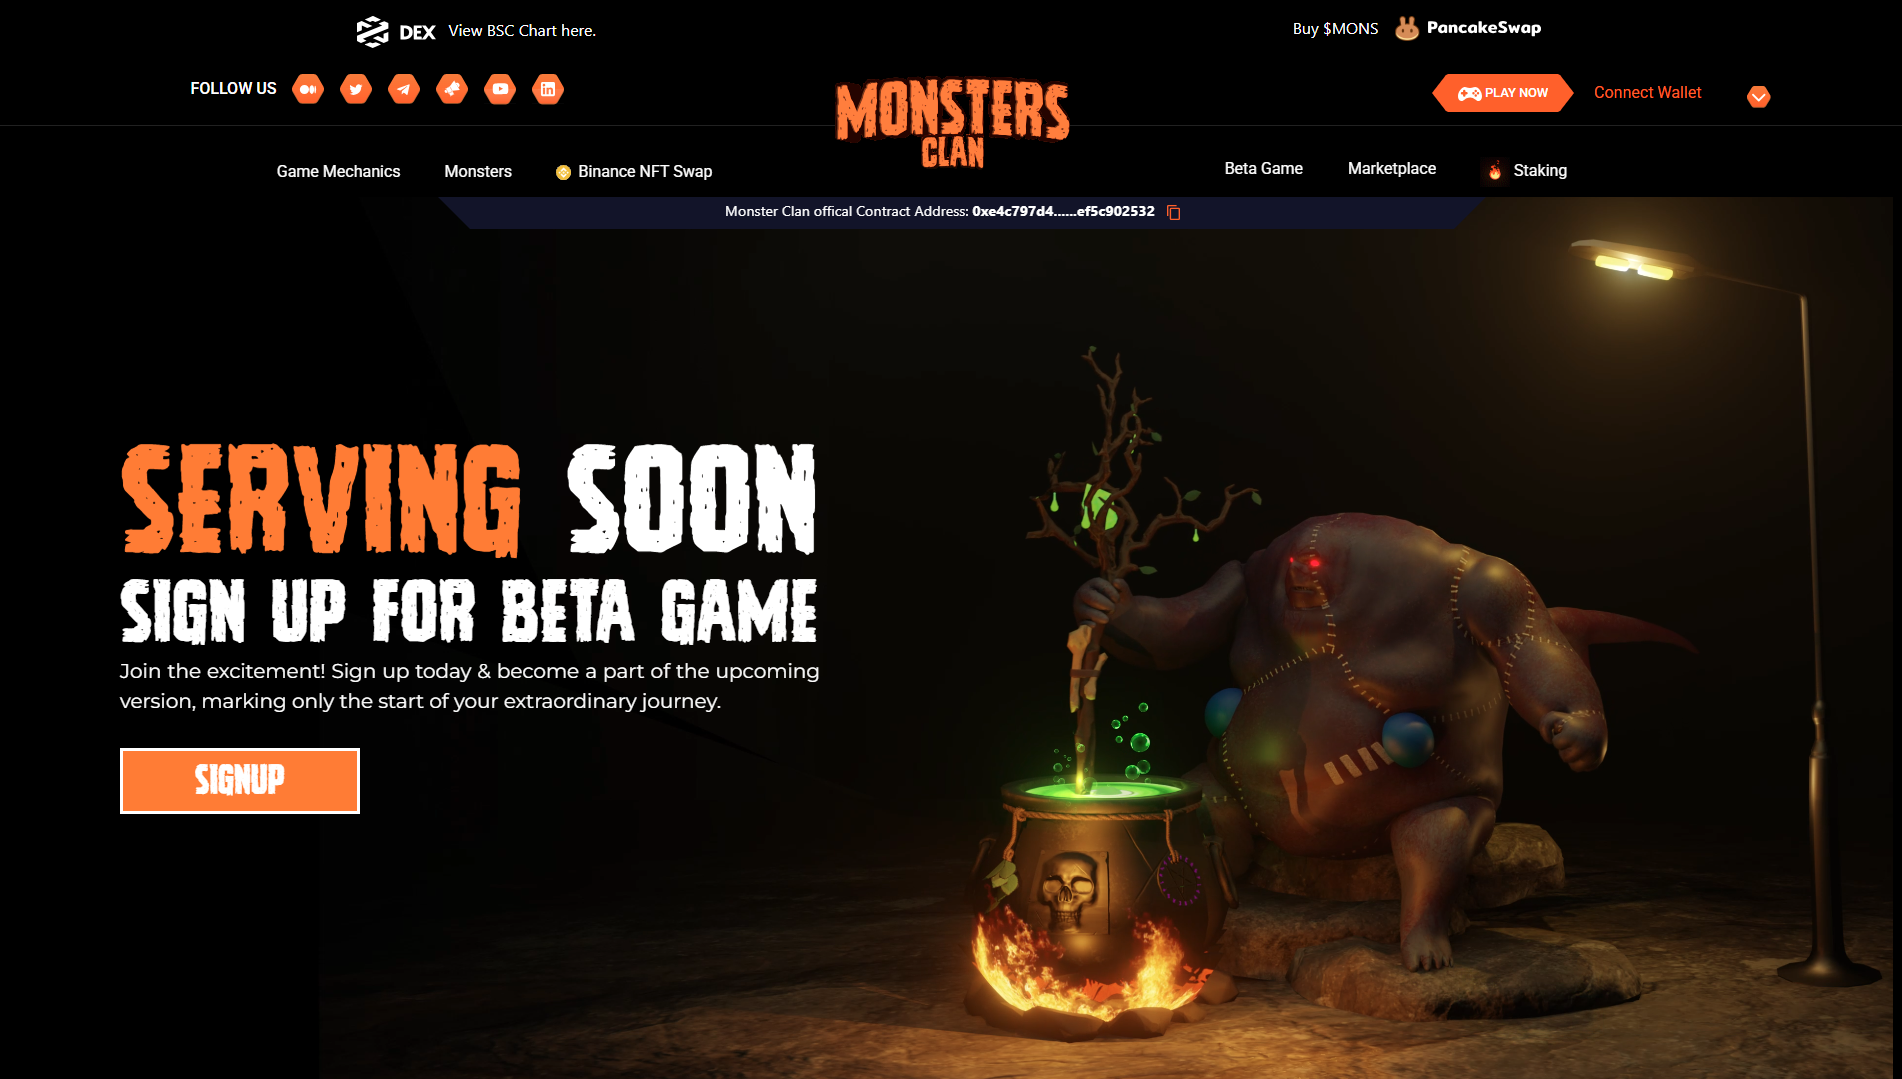 DEX View BSC Chart here.
Buy $MONS PancakeSwap
FOLLOW US
MONSTERS
CLAN
PLAY NOW
Connect Wallet
Game Mechanics
Monsters
Binance NFT Swap
Beta Game
Marketplace
Staking
Monster Clan offical Contract Address: 0xe4c797d4......ef5c902532
SERVING SOON
SIGN UP FOR BETA GAME
Join the excitement! Sign up today & become a part of the upcoming
version, marking only the start of your extraordinary journey.
SIGNUP